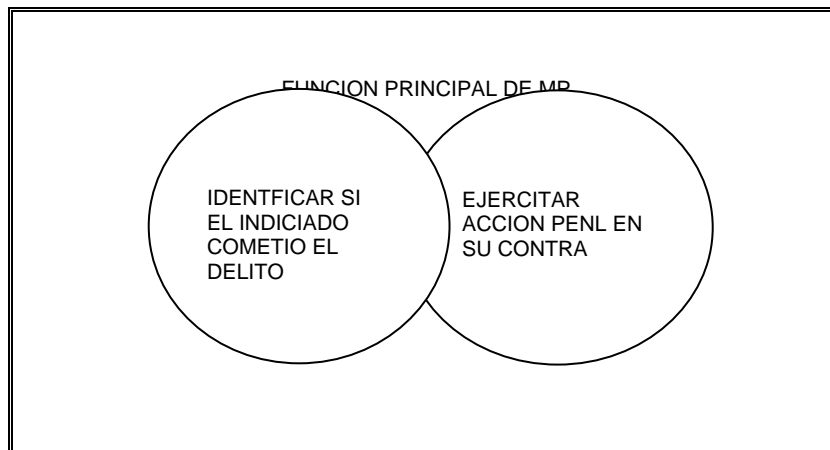 FUNCION PRINCIPAL DE MP
IDENTFICAR SI
EL INDICIADO
COMETIO EL
DELITO
EJERCITAR
ACCION PENL EN
SU CONTRA